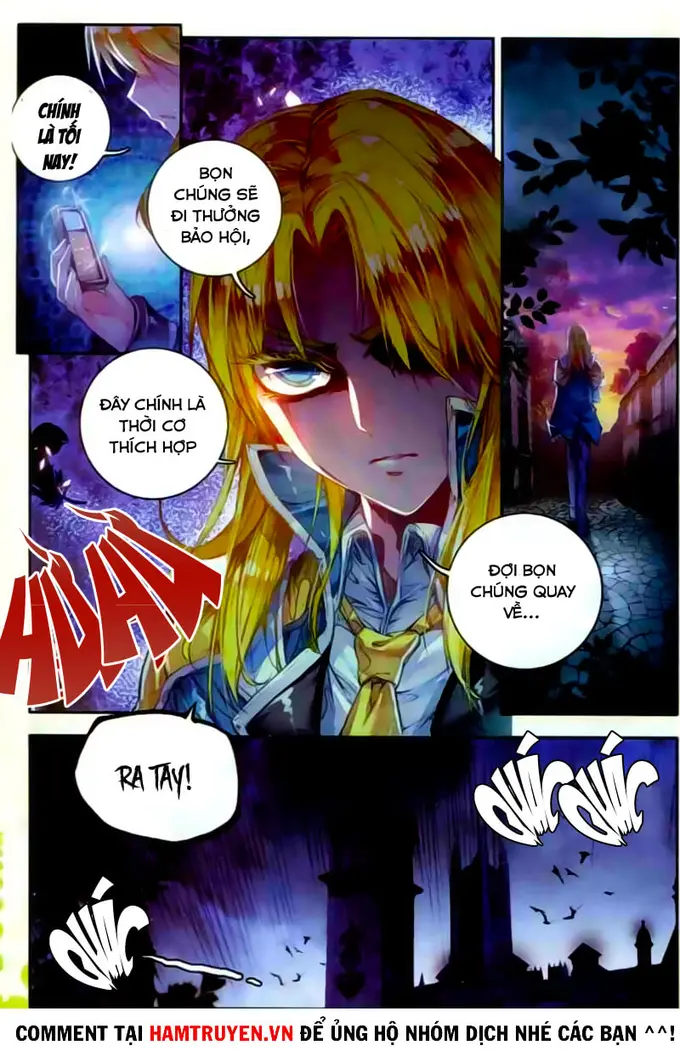 CHÍNH
LÀ TỐI
NAY!
BỌN
CHÚNG SẼ
ĐI THƯỞNG
BẢO HỘI,
ĐÂY CHÍNH LÀ
THỜI CƠ
THÍCH HỢP
HỪ HỪ
ĐỢI BỌN
CHÚNG QUAY
VỀ...
RA TAY!
QUÁC QUÁC
QUÁC
COMMENT TẠI HAMTRUYEN.VN ĐỂ ỦNG HỘ NHÓM DỊCH NHÉ CÁC BẠN ^^!